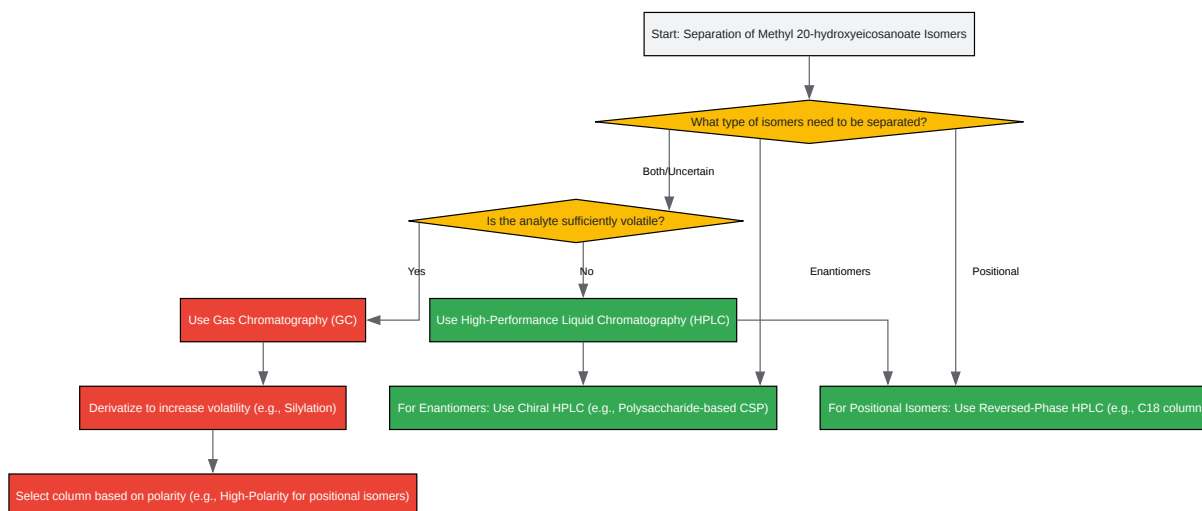 Start: Separation of Methyl 20-hydroxyeicosanoate Isomers
What type of isomers need to be separated?
Both/Uncertain
Is the analyte sufficiently volatile?
Yes
No
Enantiomers
Positional
Use Gas Chromatography (GC)
Use High-Performance Liquid Chromatography (HPLC)
Derivatize to increase volatility (e.g., Silylation)
For Enantiomers: Use Chiral HPLC (e.g., Polysaccharide-based CSP)
For Positional Isomers: Use Reversed-Phase HPLC (e.g., C18 column
Select column based on polarity (e.g., High-Polarity for positional isomers)